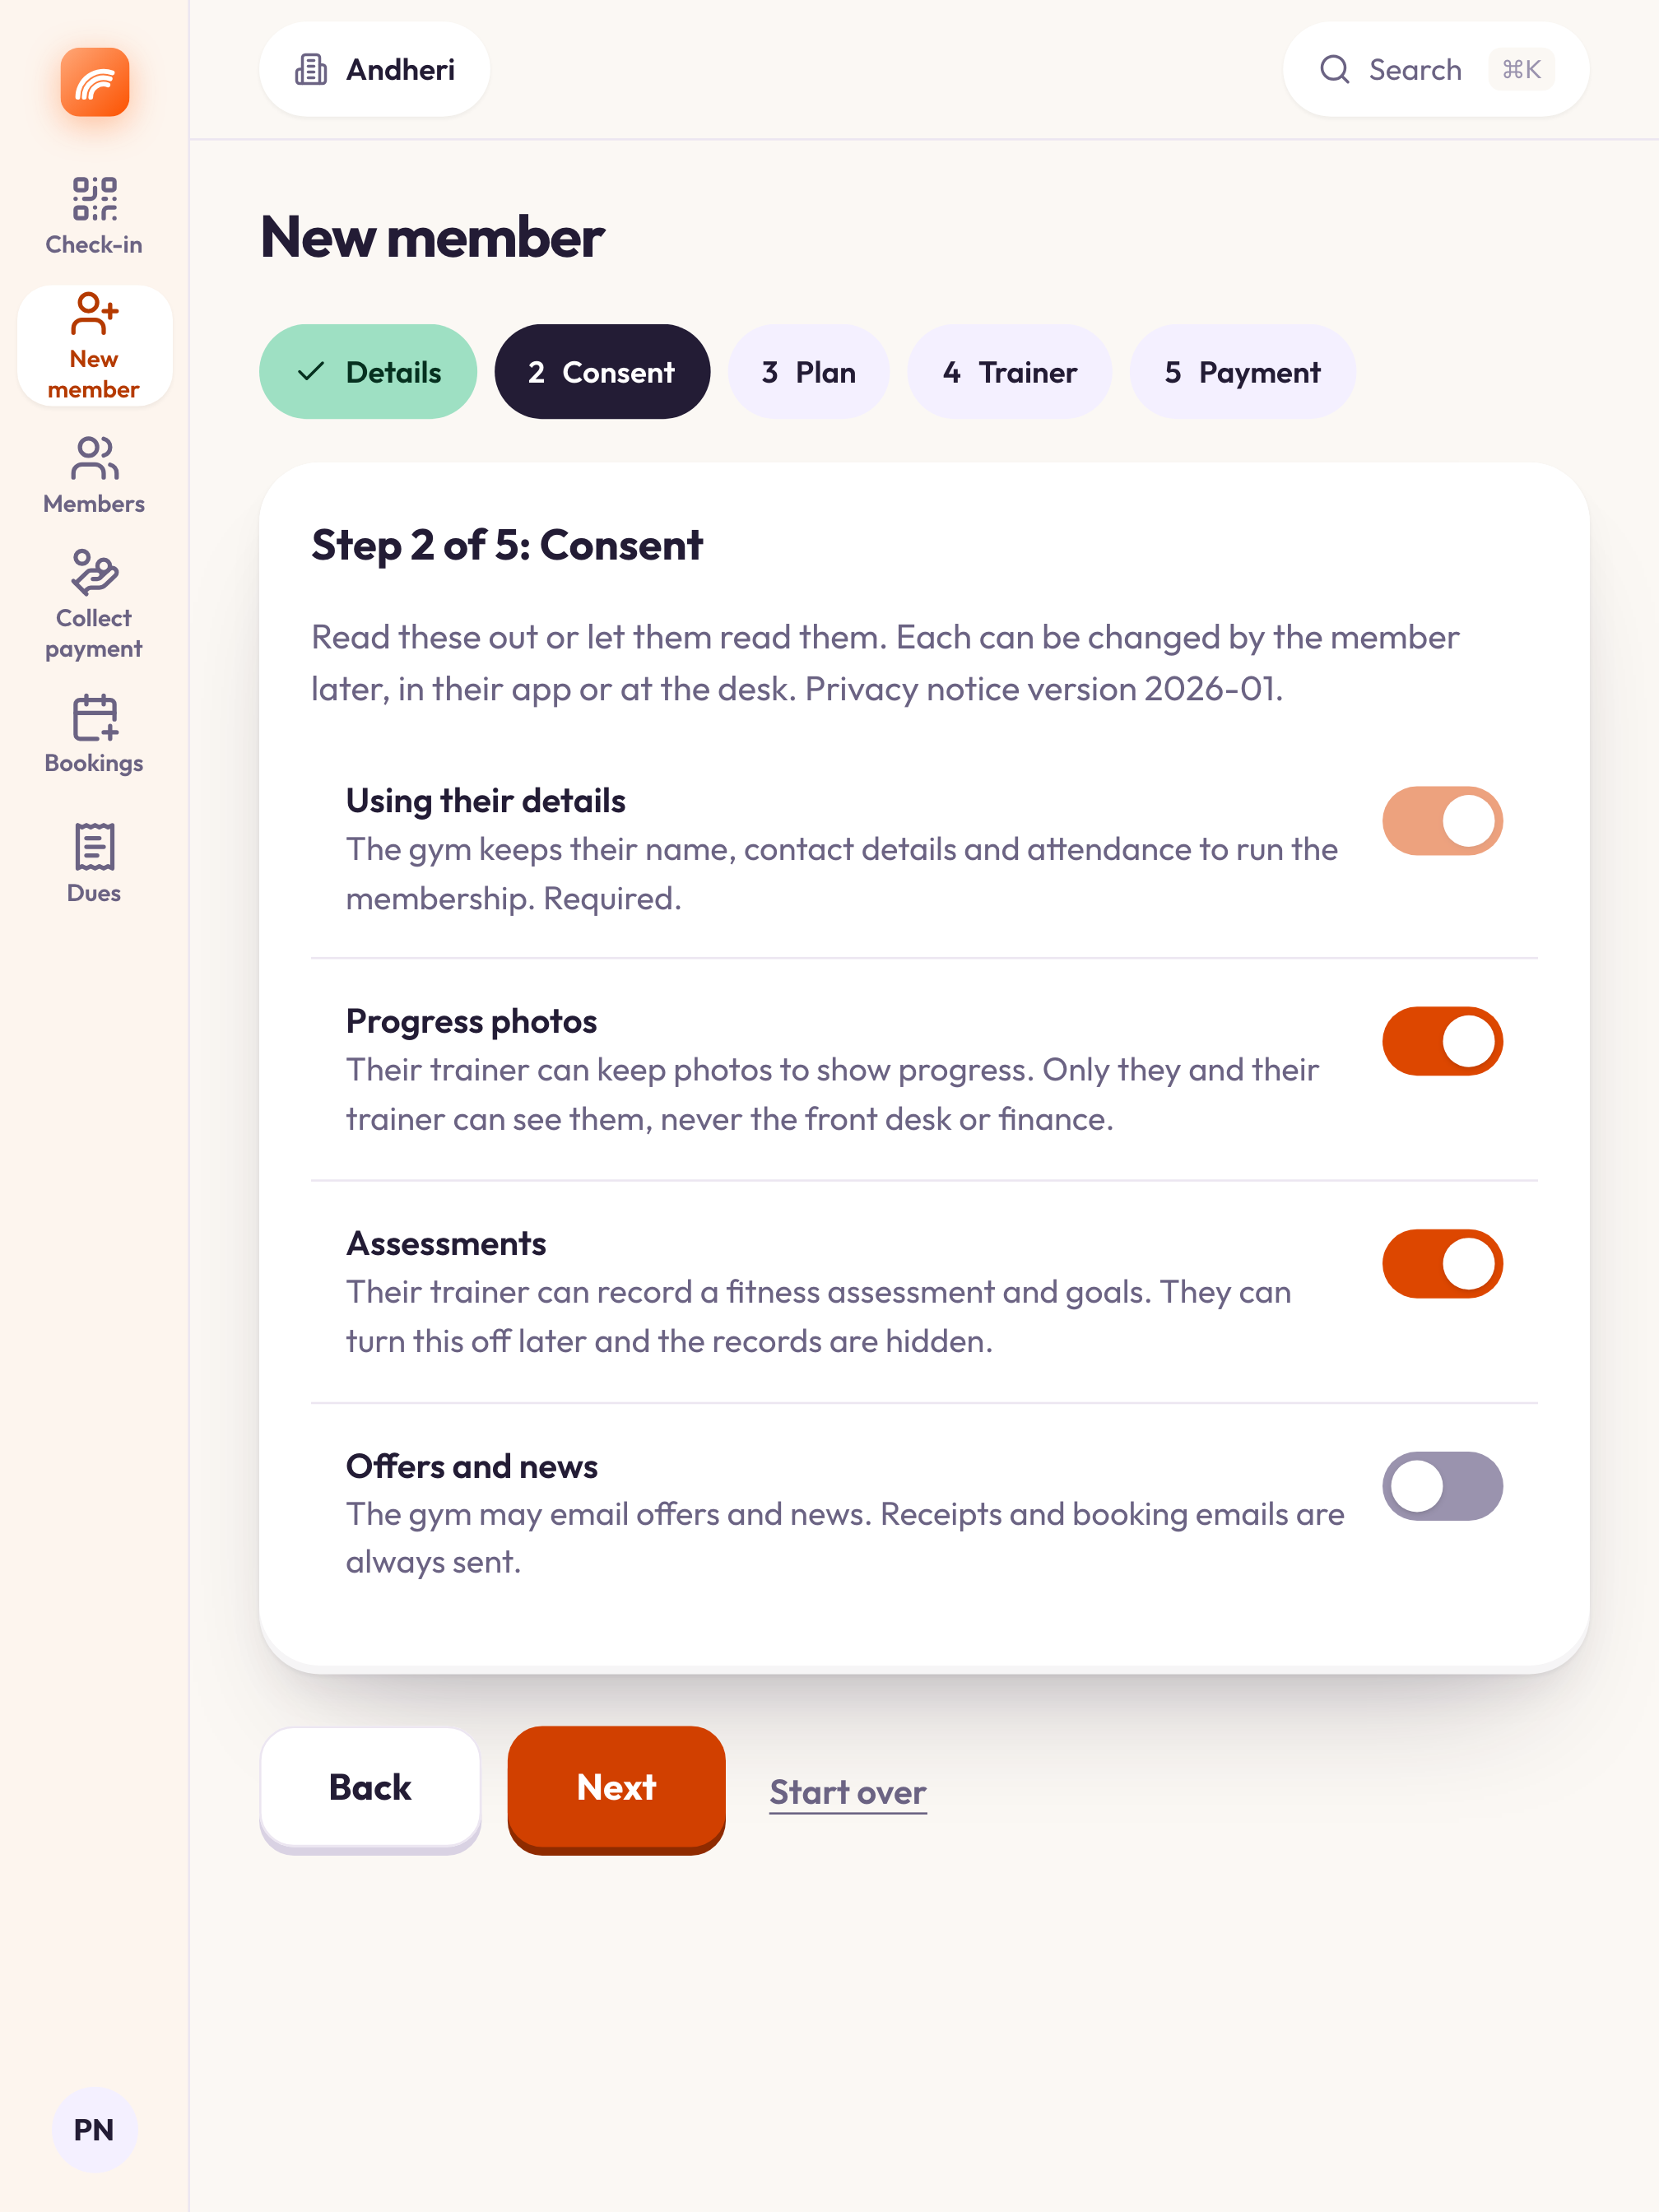 Andheri
Search ⌘K
Check-in
New
member
Members
Collect
payment
Bookings
Dues
PN
New member
Details
2 Consent
3 Plan
4 Trainer
5 Payment
Step 2 of 5: Consent
Read these out or let them read them. Each can be changed by the member
later, in their app or at the desk. Privacy notice version 2026-01.
Using their details
The gym keeps their name, contact details and attendance to run the
membership. Required.
Progress photos
Their trainer can keep photos to show progress. Only they and their
trainer can see them, never the front desk or finance.
Assessments
Their trainer can record a fitness assessment and goals. They can
turn this off later and the records are hidden.
Offers and news
The gym may email offers and news. Receipts and booking emails are
always sent.
Back
Next
Start over